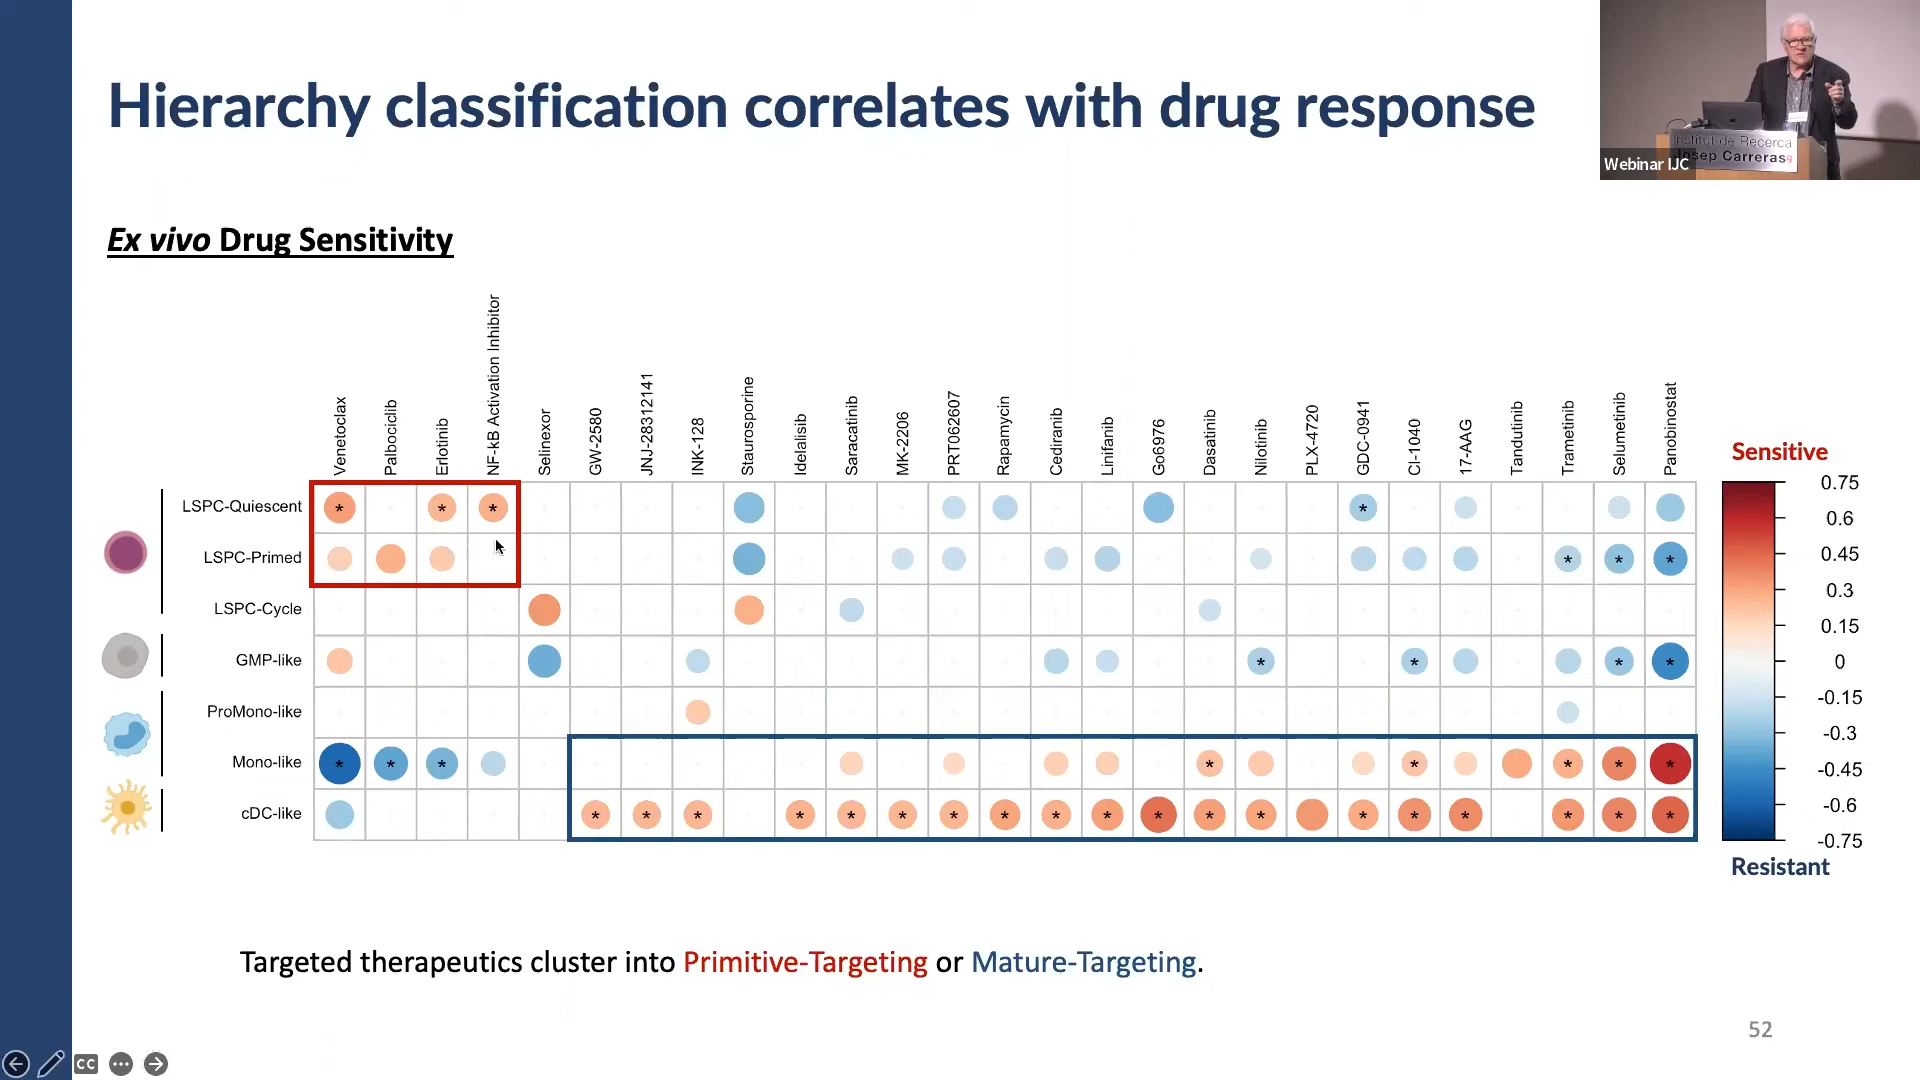 Hierarchy classification correlates with drug response
Institut de Recerca
Josep Carreras
Webinar IJC
Ex vivo Drug Sensitivity
Venetoclax
Palbociclib
Erlotinib
NF-kB Activation Inhibitor
Selinexor
GW-2580
JNJ-28312141
INK-128
Staurosporine
Idelalisib
Saracatinib
MK-2206
PRT062607
Rapamycin
Cediranib
Linifanib
Go6976
Dasatinib
Nilotinib
PLX-4720
GDC-0941
CI-1040
17-AAG
Tandutinib
Trametinib
Selumetinib
Panobinostat
LSPC-Quiescent
* * * *
LSPC-Primed
* * *
LSPC-Cycle
GMP-like
* * * *
ProMono-like
Mono-like
* * * * * * * *
cDC-like
* * * * * * * * * * * * * * * * * * *
Sensitive
0.75
0.6
0.45
0.3
0.15
0
-0.15
-0.3
-0.45
-0.6
-0.75
Resistant
Targeted therapeutics cluster into Primitive-Targeting or Mature-Targeting.
52
CC